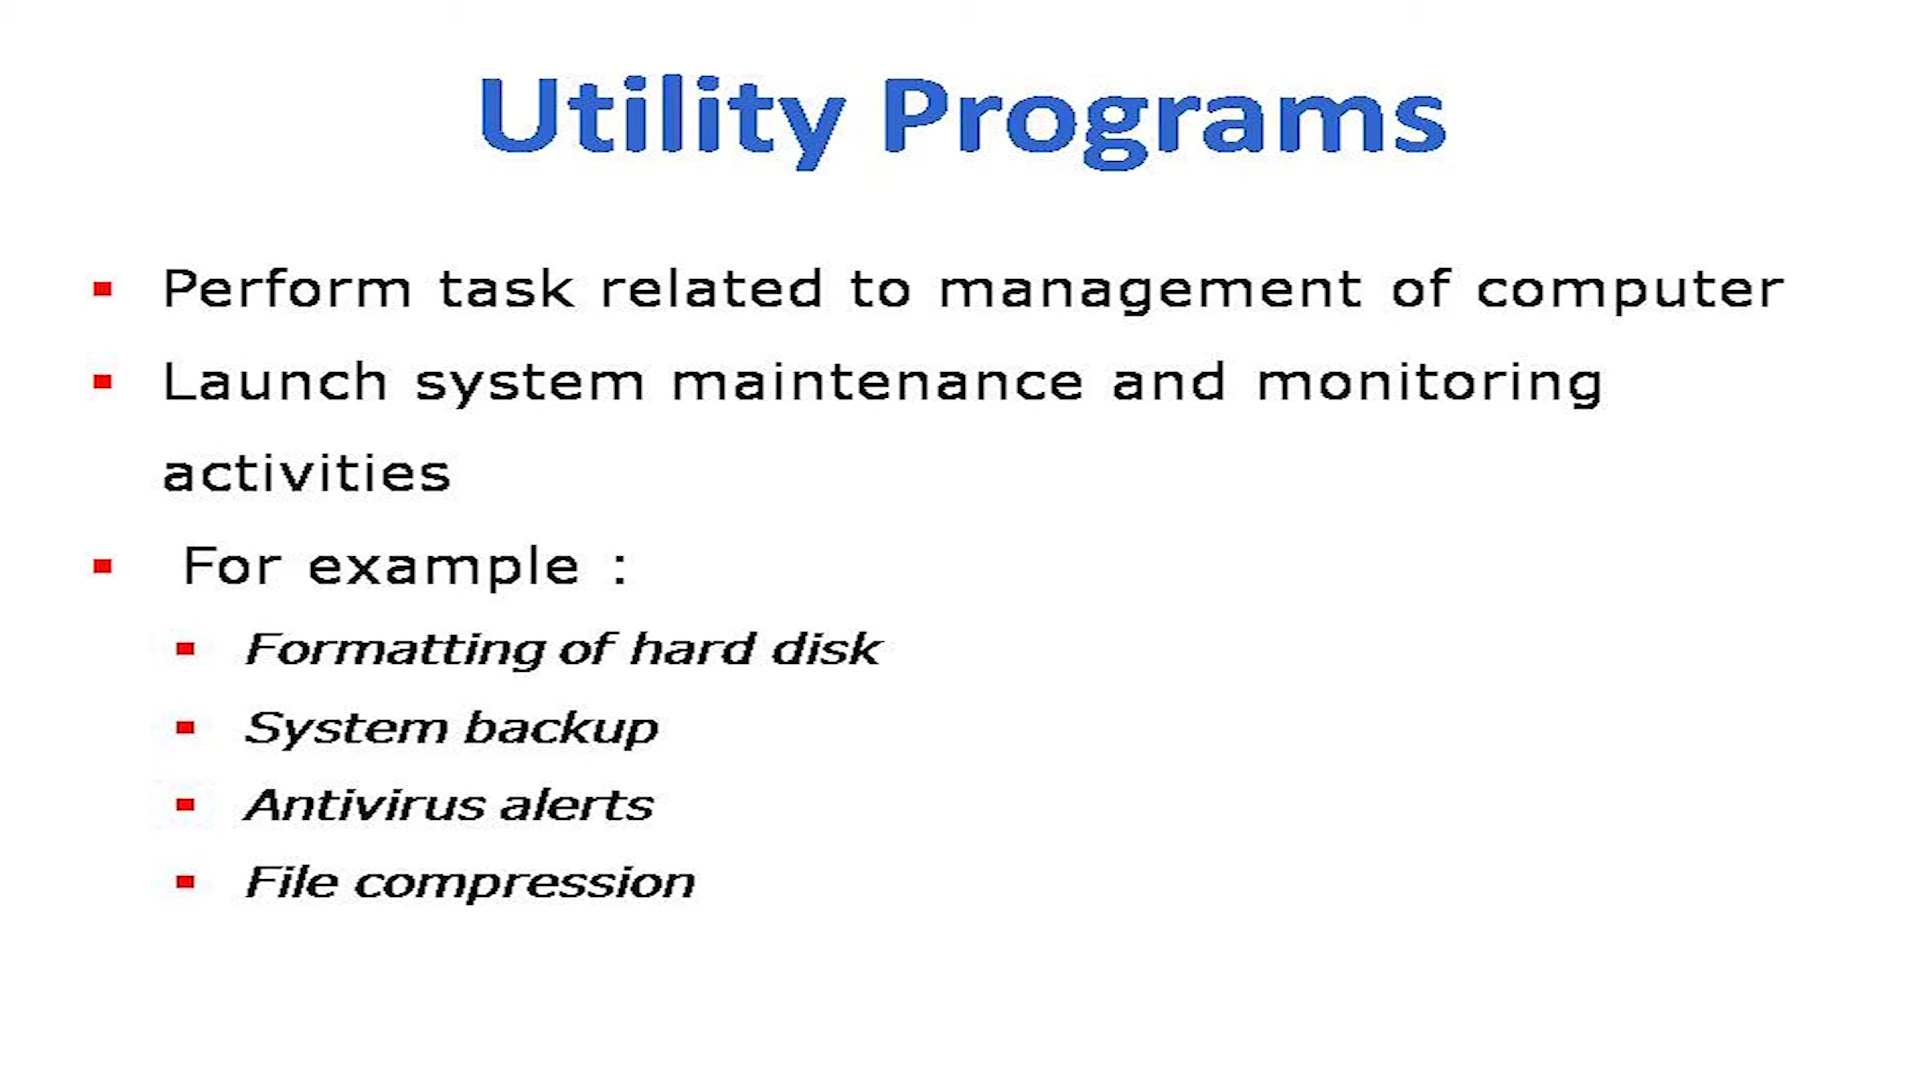 Utility Programs
Perform task related to management of computer
Launch system maintenance and monitoring
activities
For example :
Formatting of hard disk
System backup
Antivirus alerts
File compression